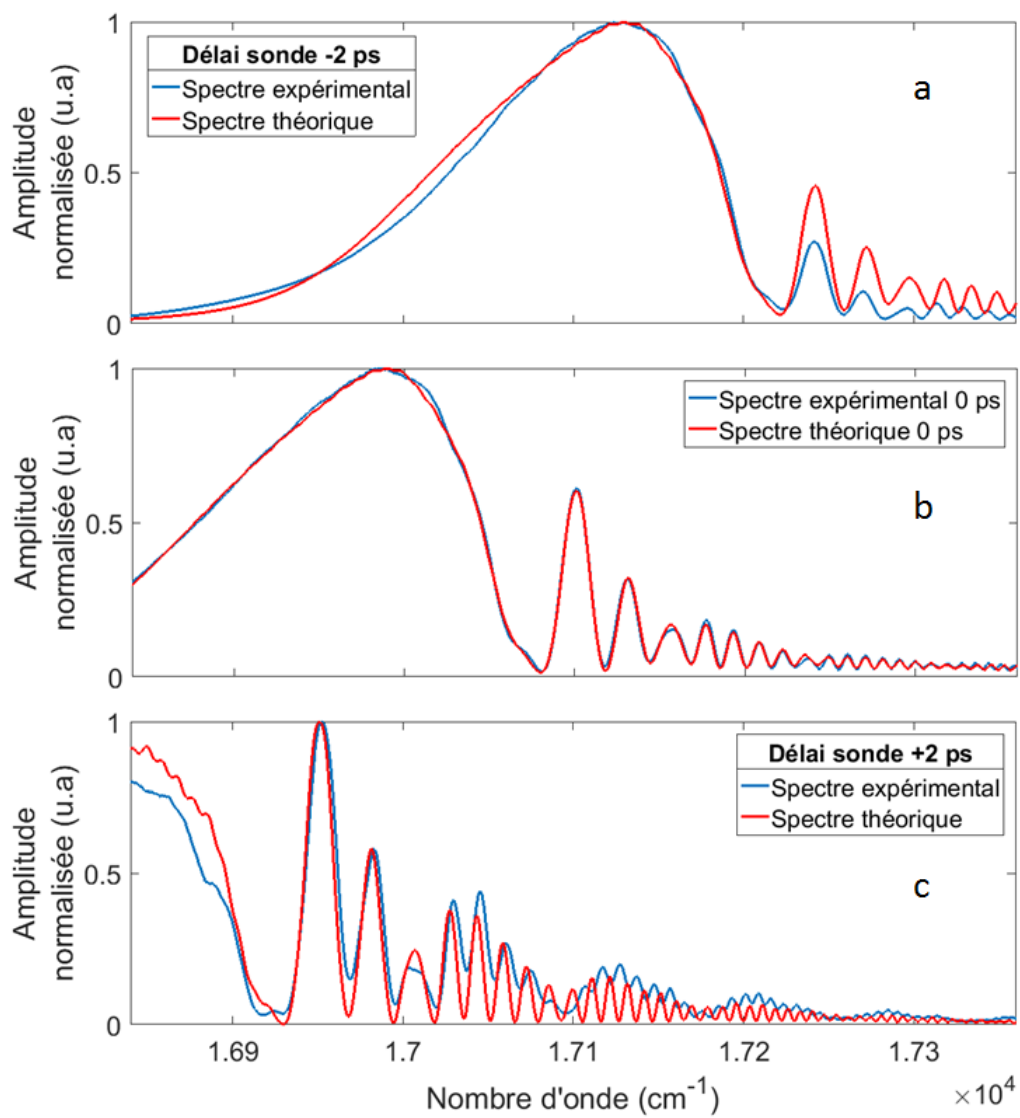 Amplitude
normalisée (u.a)
1
0.5
0
Délai sonde -2 ps
Spectre expérimental
Spectre théorique
a
Amplitude
normalisée (u.a)
1
0.5
0
Spectre expérimental 0 ps
Spectre théorique 0 ps
b
Amplitude
normalisée (u.a)
1
0.5
0
Délai sonde +2 ps
Spectre expérimental
Spectre théorique
c
1.69 1.7 1.71 1.72 1.73
Nombre d'onde (cm⁻¹) ×10⁴